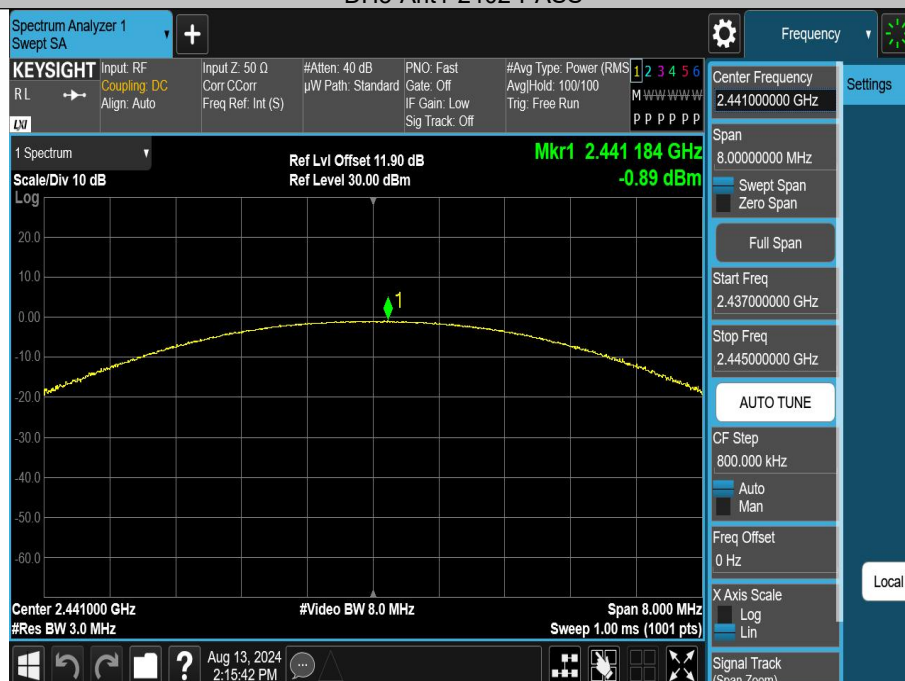 Spectrum Analyzer 1
Swept SA
Frequency
KEYSIGHT
RL
LXI
Input: RF
Coupling: DC
Align: Auto
Input Z: 50 Ω
Corr CCorr
Freq Ref: Int (S)
#Atten: 40 dB
µW Path: Standard
PNO: Fast
Gate: Off
IF Gain: Low
Sig Track: Off
#Avg Type: Power (RMS
Avg|Hold: 100/100
Trig: Free Run
1 2 3 4 5 6
M W W W W W
P P P P P P
1 Spectrum
Scale/Div 10 dB
Log
Ref Lvl Offset 11.90 dB
Ref Level 30.00 dBm
Mkr1 2.441 184 GHz
-0.89 dBm
20.0
10.0
0.00
-10.0
-20.0
-30.0
-40.0
-50.0
-60.0
1
Center 2.441000 GHz
#Res BW 3.0 MHz
#Video BW 8.0 MHz
Span 8.000 MHz
Sweep 1.00 ms (1001 pts)
Aug 13, 2024
2:15:42 PM
Center Frequency
2.441000000 GHz
Span
8.00000000 MHz
Swept Span
Zero Span
Full Span
Start Freq
2.437000000 GHz
Stop Freq
2.445000000 GHz
AUTO TUNE
CF Step
800.000 kHz
Auto
Man
Freq Offset
0 Hz
X Axis Scale
Log
Lin
Signal Track
(Span Zoom)
Settings
Local